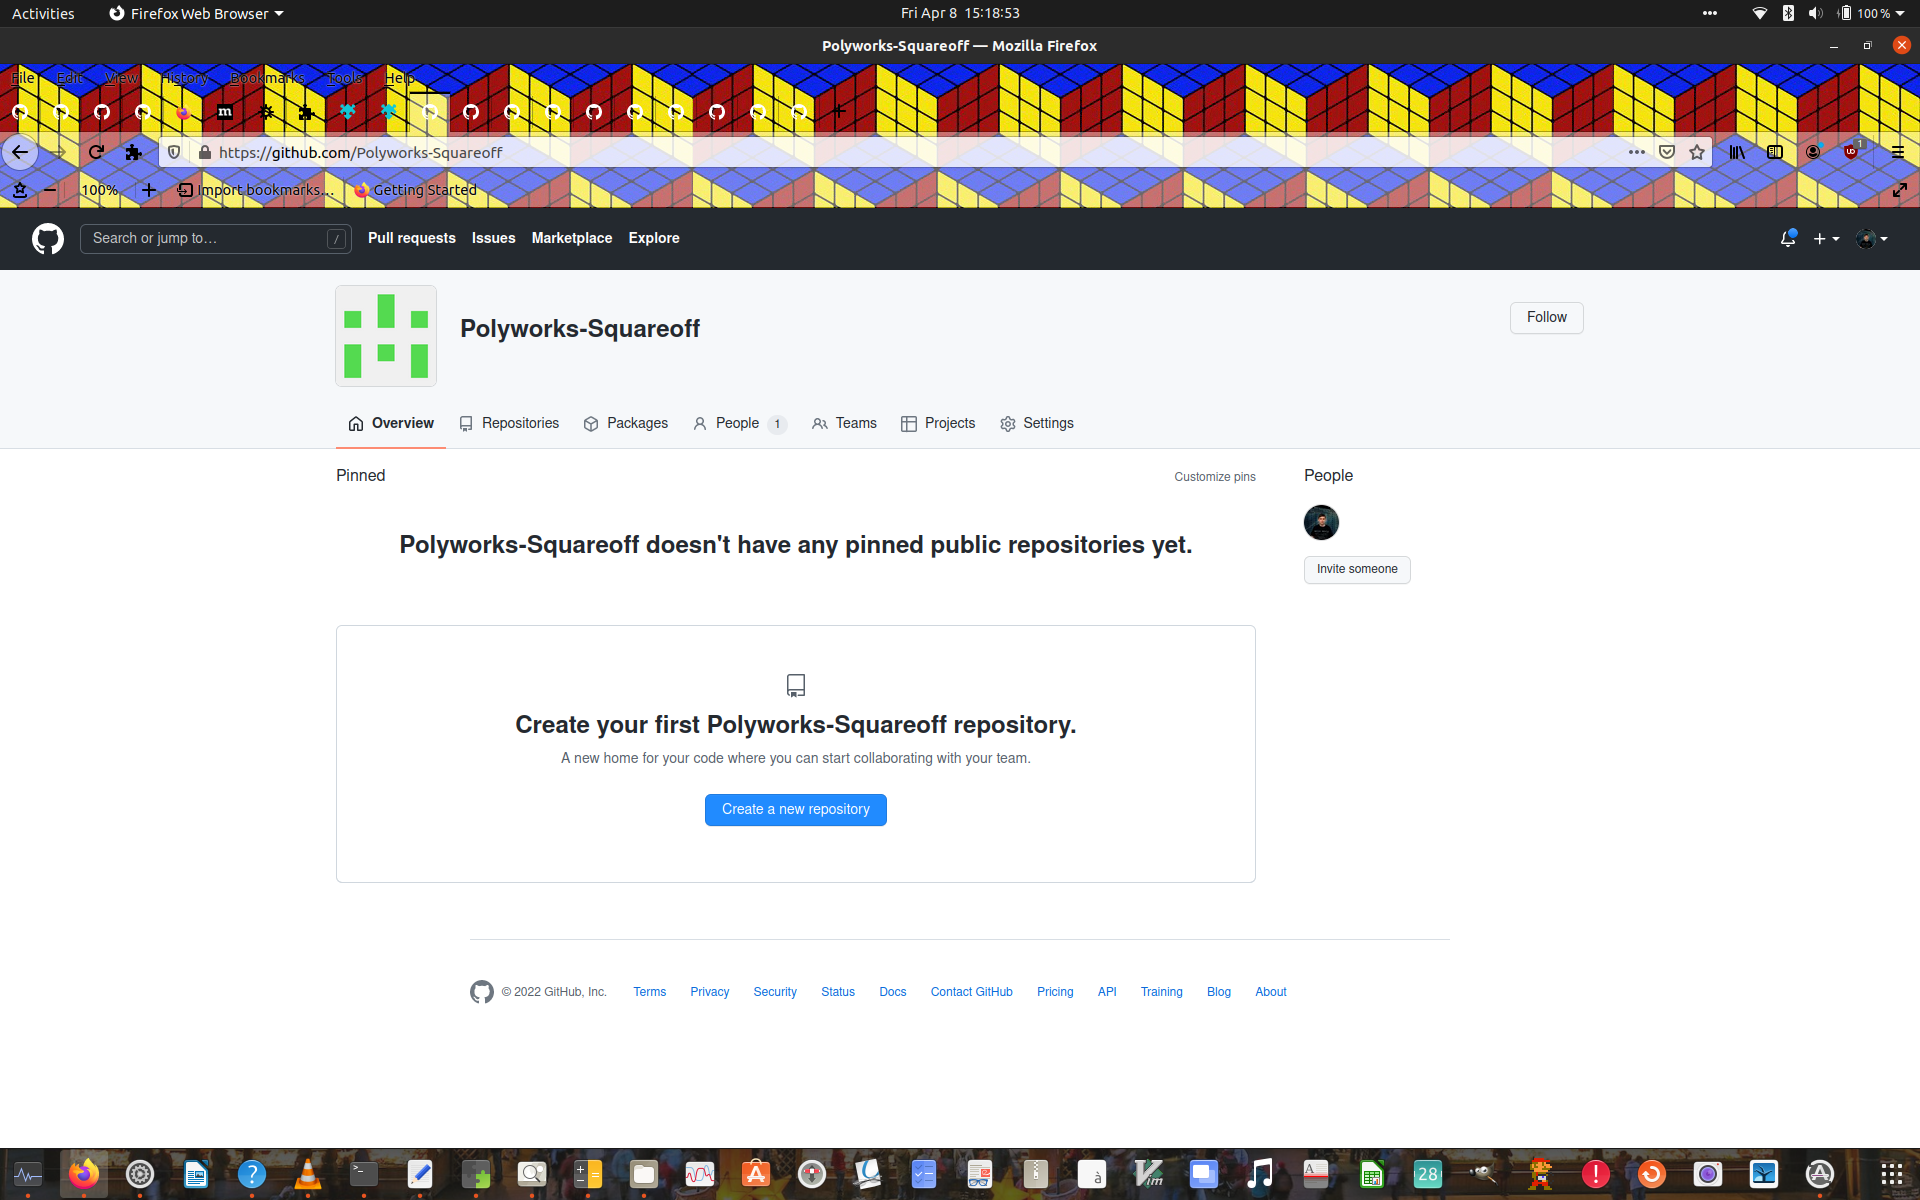 Activities
Firefox Web Browser
Fri Apr 8 15:18:53
100 %
Polyworks-Squareoff — Mozilla Firefox
File Edit View History Bookmarks Tools Help
https://github.com/Polyworks-Squareoff
1
100%
Import bookmarks...
Getting Started
Search or jump to...
/
Pull requests Issues Marketplace Explore
Polyworks-Squareoff
Follow
Overview Repositories Packages People 1 Teams Projects Settings
Pinned
Customize pins
People
Polyworks-Squareoff doesn't have any pinned public repositories yet.
Invite someone
Create your first Polyworks-Squareoff repository.
A new home for your code where you can start collaborating with your team.
Create a new repository
© 2022 GitHub, Inc. Terms Privacy Security Status Docs Contact GitHub Pricing API Training Blog About
28